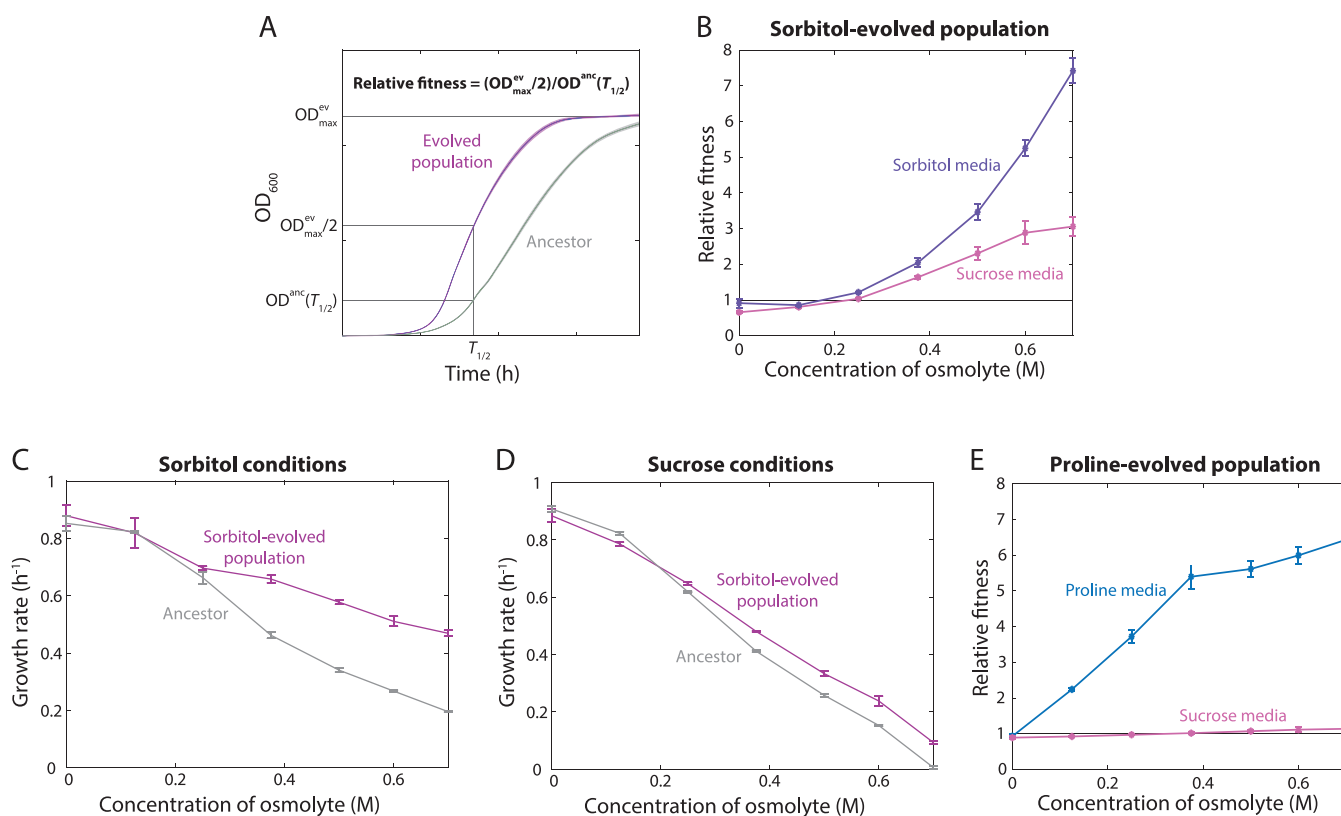 A
Relative fitness = (OD^ev_max/2)/OD^anc(T_1/2)
OD^ev_max
Evolved
population
OD_600
OD^ev_max/2
Ancestor
OD^anc(T_1/2)
T_1/2
Time (h)
B
Sorbitol-evolved population
8
7
6
5
4
3
2
1
0
Relative fitness
Sorbitol media
Sucrose media
0
0.2
0.4
0.6
Concentration of osmolyte (M)
C
Sorbitol conditions
1
0.8
0.6
0.4
0.2
0
Growth rate (h⁻¹)
Sorbitol-evolved
population
Ancestor
0
0.2
0.4
0.6
Concentration of osmolyte (M)
D
Sucrose conditions
1
0.8
0.6
0.4
0.2
0
Growth rate (h⁻¹)
Sorbitol-evolved
population
Ancestor
0
0.2
0.4
0.6
Concentration of osmolyte (M)
E
Proline-evolved population
8
7
6
5
4
3
2
1
0
Relative fitness
Proline media
Sucrose media
0
0.2
0.4
0.6
Concentration of osmolyte (M)